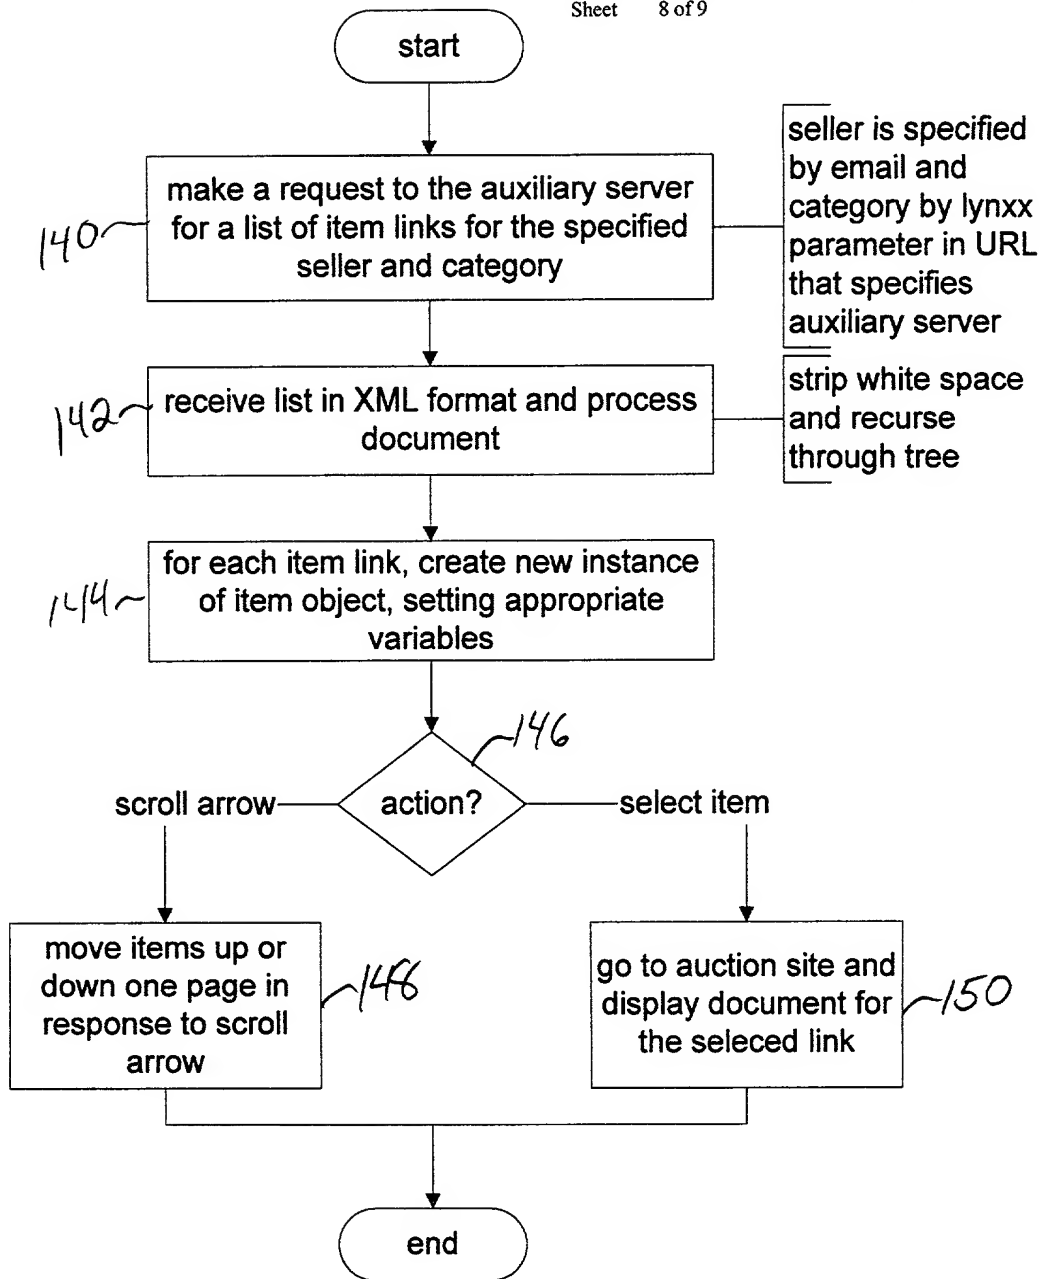 Sheet 8 of 9
start
make a request to the auxiliary server
for a list of item links for the specified
seller and category
140
seller is specified
by email and
category by lynxx
parameter in URL
that specifies
auxiliary server
receive list in XML format and process
document
142
strip white space
and recurse
through tree
for each item link, create new instance
of item object, setting appropriate
variables
144
146
action?
scroll arrow
select item
move items up or
down one page in
response to scroll
arrow
148
go to auction site and
display document for
the seleced link
150
end